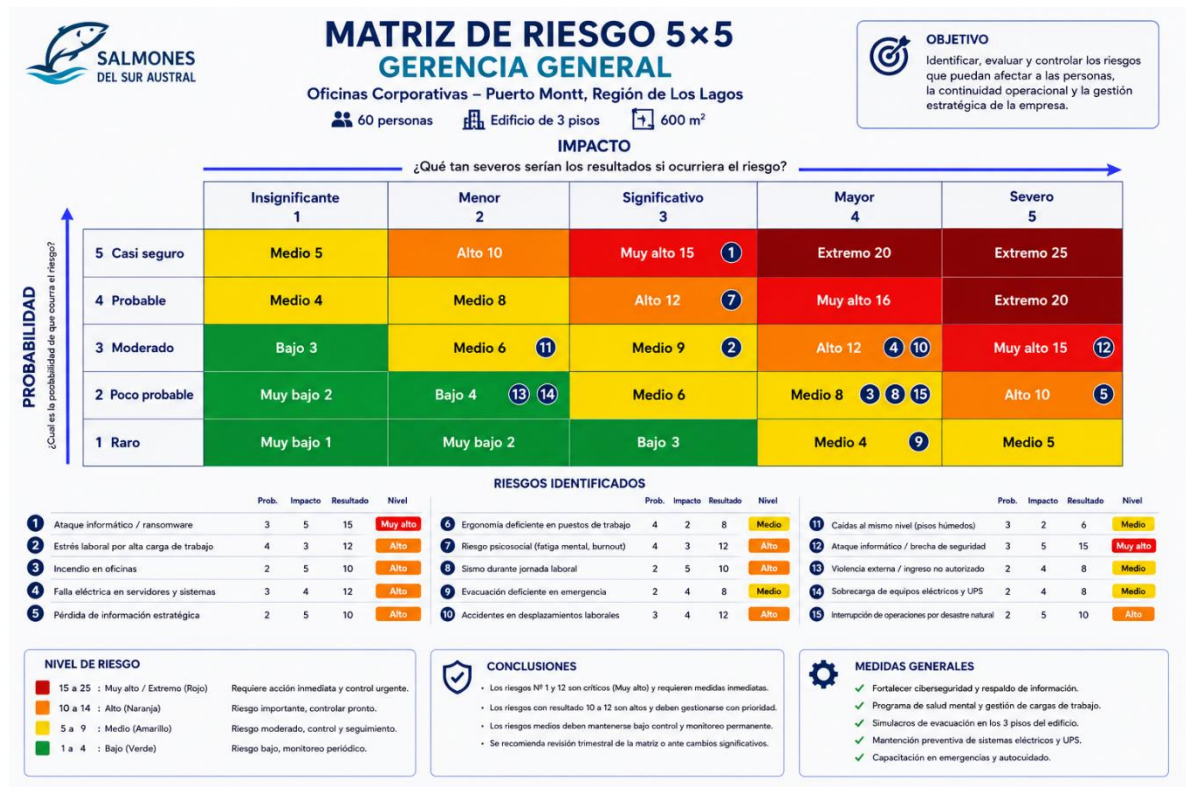 SALMONES
DEL SUR AUSTRAL
MATRIZ DE RIESGO 5×5
GERENCIA GENERAL
Oficinas Corporativas – Puerto Montt, Región de Los Lagos
60 personas Edificio de 3 pisos 600 m²
OBJETIVO
Identificar, evaluar y controlar los riesgos
que puedan afectar a las personas,
la continuidad operacional y la gestión
estratégica de la empresa.
IMPACTO
¿Qué tan severos serían los resultados si ocurriera el riesgo?
Insignificante Menor Significativo Mayor Severo
1 2 3 4 5
PROBABILIDAD
¿Cual es la poobbilidad de que ocurra el riesgo?
5 Casi seguro Medio 5 Alto 10 Muy alto 15 1 Extremo 20 Extremo 25
4 Probable Medio 4 Medio 8 Alto 12 7 Muy alto 16 Extremo 20
3 Moderado Bajo 3 Medio 6 11 Medio 9 2 Alto 12 4 10 Muy alto 15 12
2 Poco probable Muy bajo 2 Bajo 4 13 14 Medio 6 Medio 8 3 8 15 Alto 10 5
1 Raro Muy bajo 1 Muy bajo 2 Bajo 3 Medio 4 9 Medio 5
RIESGOS IDENTIFICADOS
Prob. Impacto Resultado Nivel
1 Ataque informático / ransomware 3 5 15 Muy alto
2 Estrés laboral por alta carga de trabajo 4 3 12 Alto
3 Incendio en oficinas 2 5 10 Alto
4 Falla eléctrica en servidores y sistemas 3 4 12 Alto
5 Pérdida de información estratégica 2 5 10 Alto
Prob. Impacto Resultado Nivel
6 Ergonomía deficiente en puestos de trabajo 4 2 8 Medio
7 Riesgo psicosocial (fatiga mental, burnout) 4 3 12 Alto
8 Sismo durante jornada laboral 2 5 10 Alto
9 Evacuación deficiente en emergencia 2 4 8 Medio
10 Accidentes en desplazamientos laborales 3 4 12 Alto
Prob. Impacto Resultado Nivel
11 Caídas al mismo nivel (pisos húmedos) 3 2 6 Medio
12 Ataque informático / brecha de seguridad 3 5 15 Muy alto
13 Violencia externa / ingreso no autorizado 2 4 8 Medio
14 Sobrecarga de equipos eléctricos y UPS 2 4 8 Medio
15 Interrupción de operaciones por desastre natural 2 5 10 Alto
NIVEL DE RIESGO
15 a 25 : Muy alto / Extremo (Rojo) Requiere acción inmediata y control urgente.
10 a 14 : Alto (Naranja) Riesgo importante, controlar pronto.
5 a 9 : Medio (Amarillo) Riesgo moderado, control y seguimiento.
1 a 4 : Bajo (Verde) Riesgo bajo, monitoreo periódico.
CONCLUSIONES
• Los riesgos Nº 1 y 12 son críticos (Muy alto) y requieren medidas inmediatas.
• Los riesgos con resultado 10 a 12 son altos y deben gestionarse con prioridad.
• Los riesgos medios deben mantenerse bajo control y monitoreo permanente.
• Se recomienda revisión trimestral de la matriz o ante cambios significativos.
MEDIDAS GENERALES
✓ Fortalecer ciberseguridad y respaldo de información.
✓ Programa de salud mental y gestión de cargas de trabajo.
✓ Simulacros de evacuación en los 3 pisos del edificio.
✓ Mantención preventiva de sistemas eléctricos y UPS.
✓ Capacitación en emergencias y autocuidado.